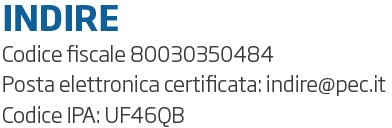 INDIRE
Codice fiscale 80030350484
Posta elettronica certificata: indire@pec.it
Codice IPA: UF46QB